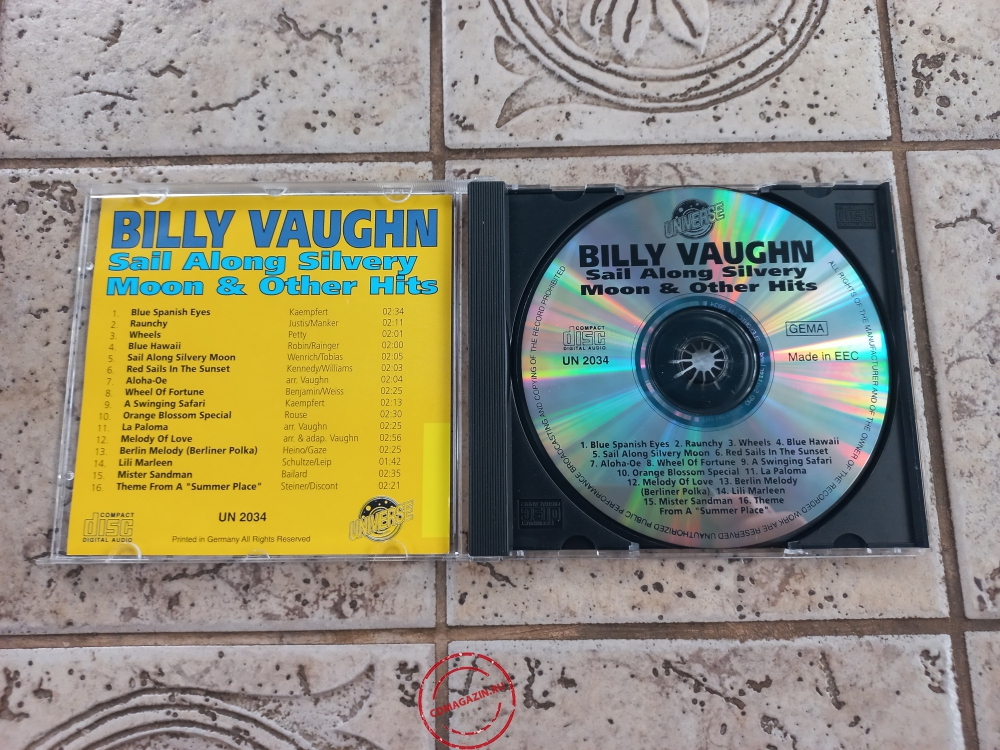 BILLY VAUGHN
Sail Along Silvery
Moon & Other Hits
1. Blue Spanish Eyes Kaempfert 02:34
2. Raunchy Justis/Manker 02:11
3. Wheels Petty 02:01
4. Blue Hawaii Robin/Rainger 02:00
5. Sail Along Silvery Moon Wenrich/Tobias 02:05
6. Red Sails In The Sunset Kennedy/Williams 02:03
7. Aloha-Oe arr. Vaughn 02:04
8. Wheel Of Fortune Benjamin/Weiss 02:25
9. A Swinging Safari Kaempfert 02:13
10. Orange Blossom Special Rouse 02:30
11. La Paloma arr. Vaughn 02:25
12. Melody Of Love arr. & adap. Vaughn 02:56
13. Berlin Melody (Berliner Polka) Heino/Gaze 02:25
14. Lili Marleen Schultze/Leip 01:42
15. Mister Sandman Bailard 02:35
16. Theme From A "Summer Place" Steiner/Discont 02:21
COMPACT
disc
DIGITAL AUDIO
UN 2034
UNIVERSE
Printed in Germany All Rights Reserved
UNIVERSE
BILLY VAUGHN
Sail Along Silvery
Moon & Other Hits
COMPACT
disc
DIGITAL AUDIO
UN 2034
GEMA
Made in EEC
1. Blue Spanish Eyes 2. Raunchy 3. Wheels 4. Blue Hawaii
5. Sail Along Silvery Moon 6. Red Sails In The Sunset
7. Aloha-Oe 8. Wheel Of Fortune 9. A Swinging Safari
10. Orange Blossom Special 11. La Paloma
12. Melody Of Love 13. Berlin Melody
(Berliner Polka) 14. Lili Marleen
15. Mister Sandman 16. Theme
From A "Summer Place"
ALL RIGHTS OF THE MANUFACTURER AND OF THE OWNER OF THE RECORDED WORK ARE RESERVED UNAUTHORIZED PUBLIC PERFORMANCE BROADCASTING AND COPYING OF THE RECORD PROHIBITED
CDMAGAZIN.RU